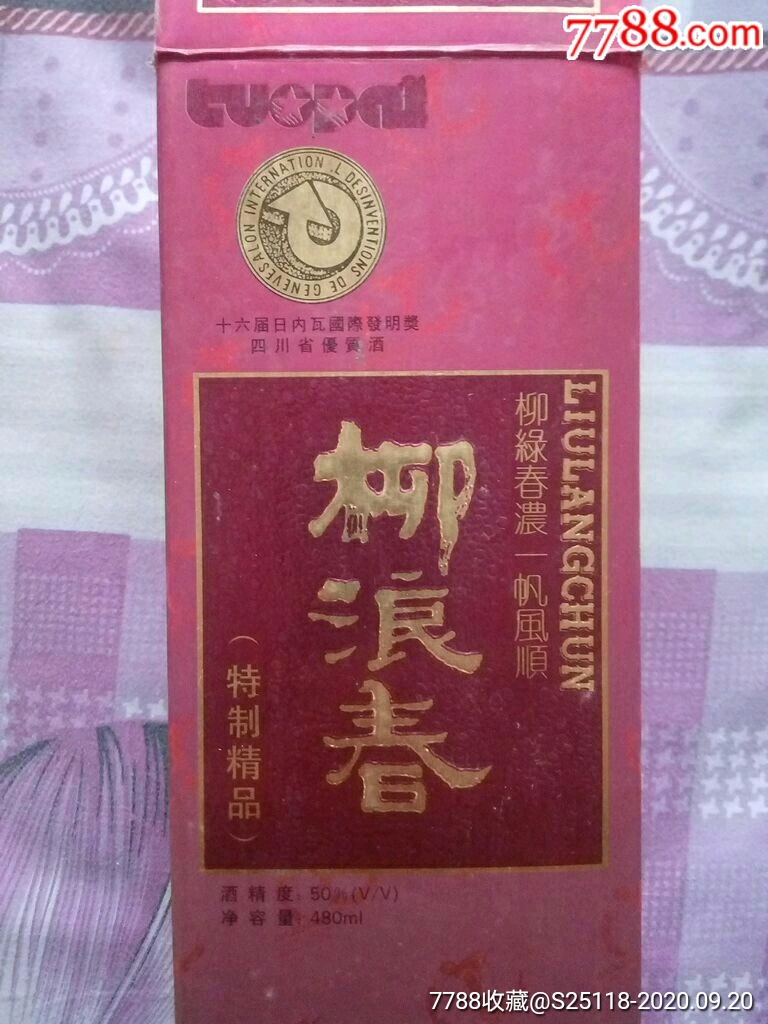 7788.com
tuopai
SALON INTERNATION L DESINVENTIONS DE GENEVE
十六届日内瓦國際發明獎
四川省優質酒
LIULANGCHUN
柳綠春濃一帆風順
柳浪春
（特制精品）
酒精度:50%(V/V)
净容量:480ml
7788收藏@S25118-2020.09.20